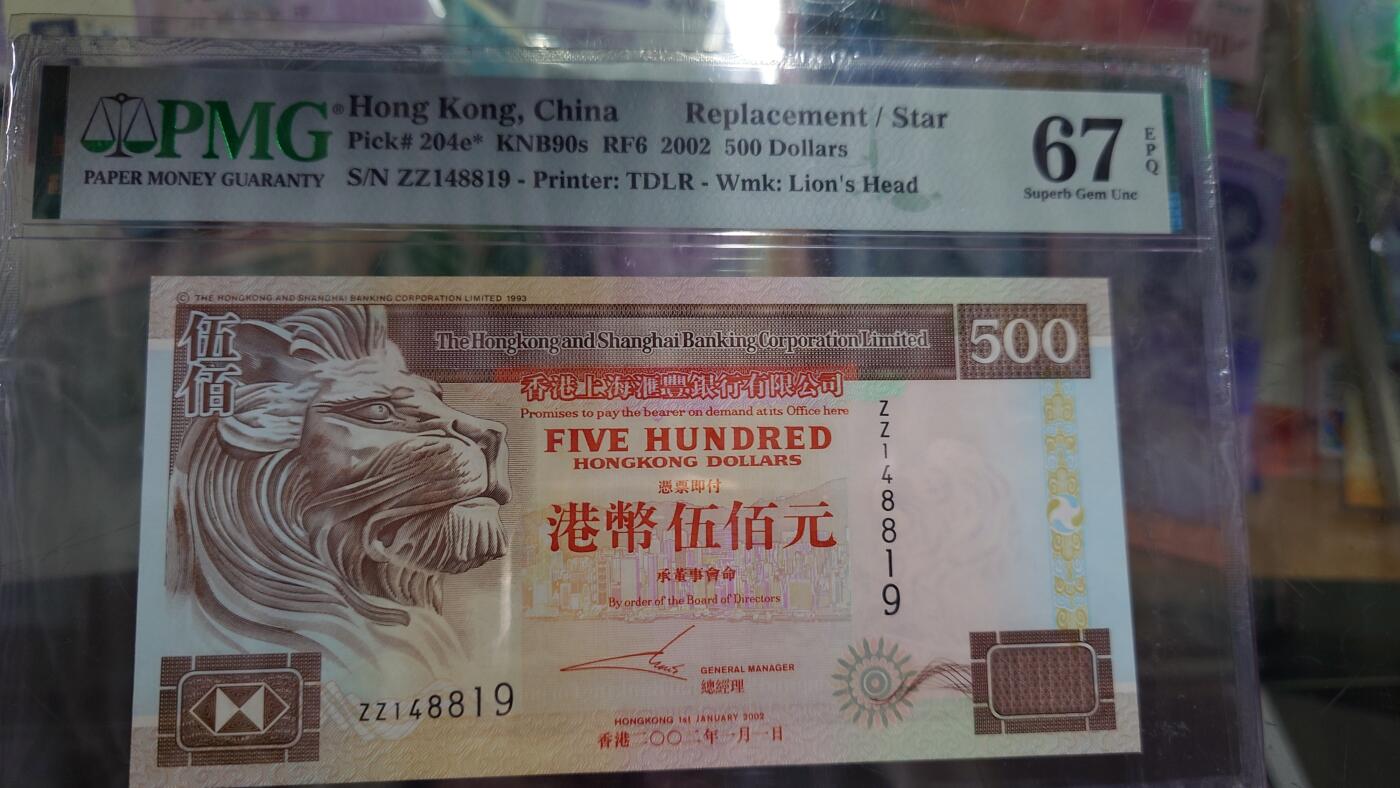 PMG®
PAPER MONEY GUARANTY
Hong Kong, China Replacement / Star
Pick# 204e* KNB90s RF6 2002 500 Dollars
S/N ZZ148819 - Printer: TDLR - Wmk: Lion's Head
67
EPQ
Superb Gem Unc
© THE HONGKONG AND SHANGHAI BANKING CORPORATION LIMITED 1993
伍佰
The Hongkong and Shanghai Banking Corporation Limited
500
香港上海滙豐銀行有限公司
Promises to pay the bearer on demand at its Office here
FIVE HUNDRED
HONGKONG DOLLARS
憑票即付
港幣伍佰元
承董事會命
By order of the Board of Directors
ZZ148819
GENERAL MANAGER
總經理
ZZ148819
HONGKONG 1st JANUARY 2002
香港二〇〇二年一月一日